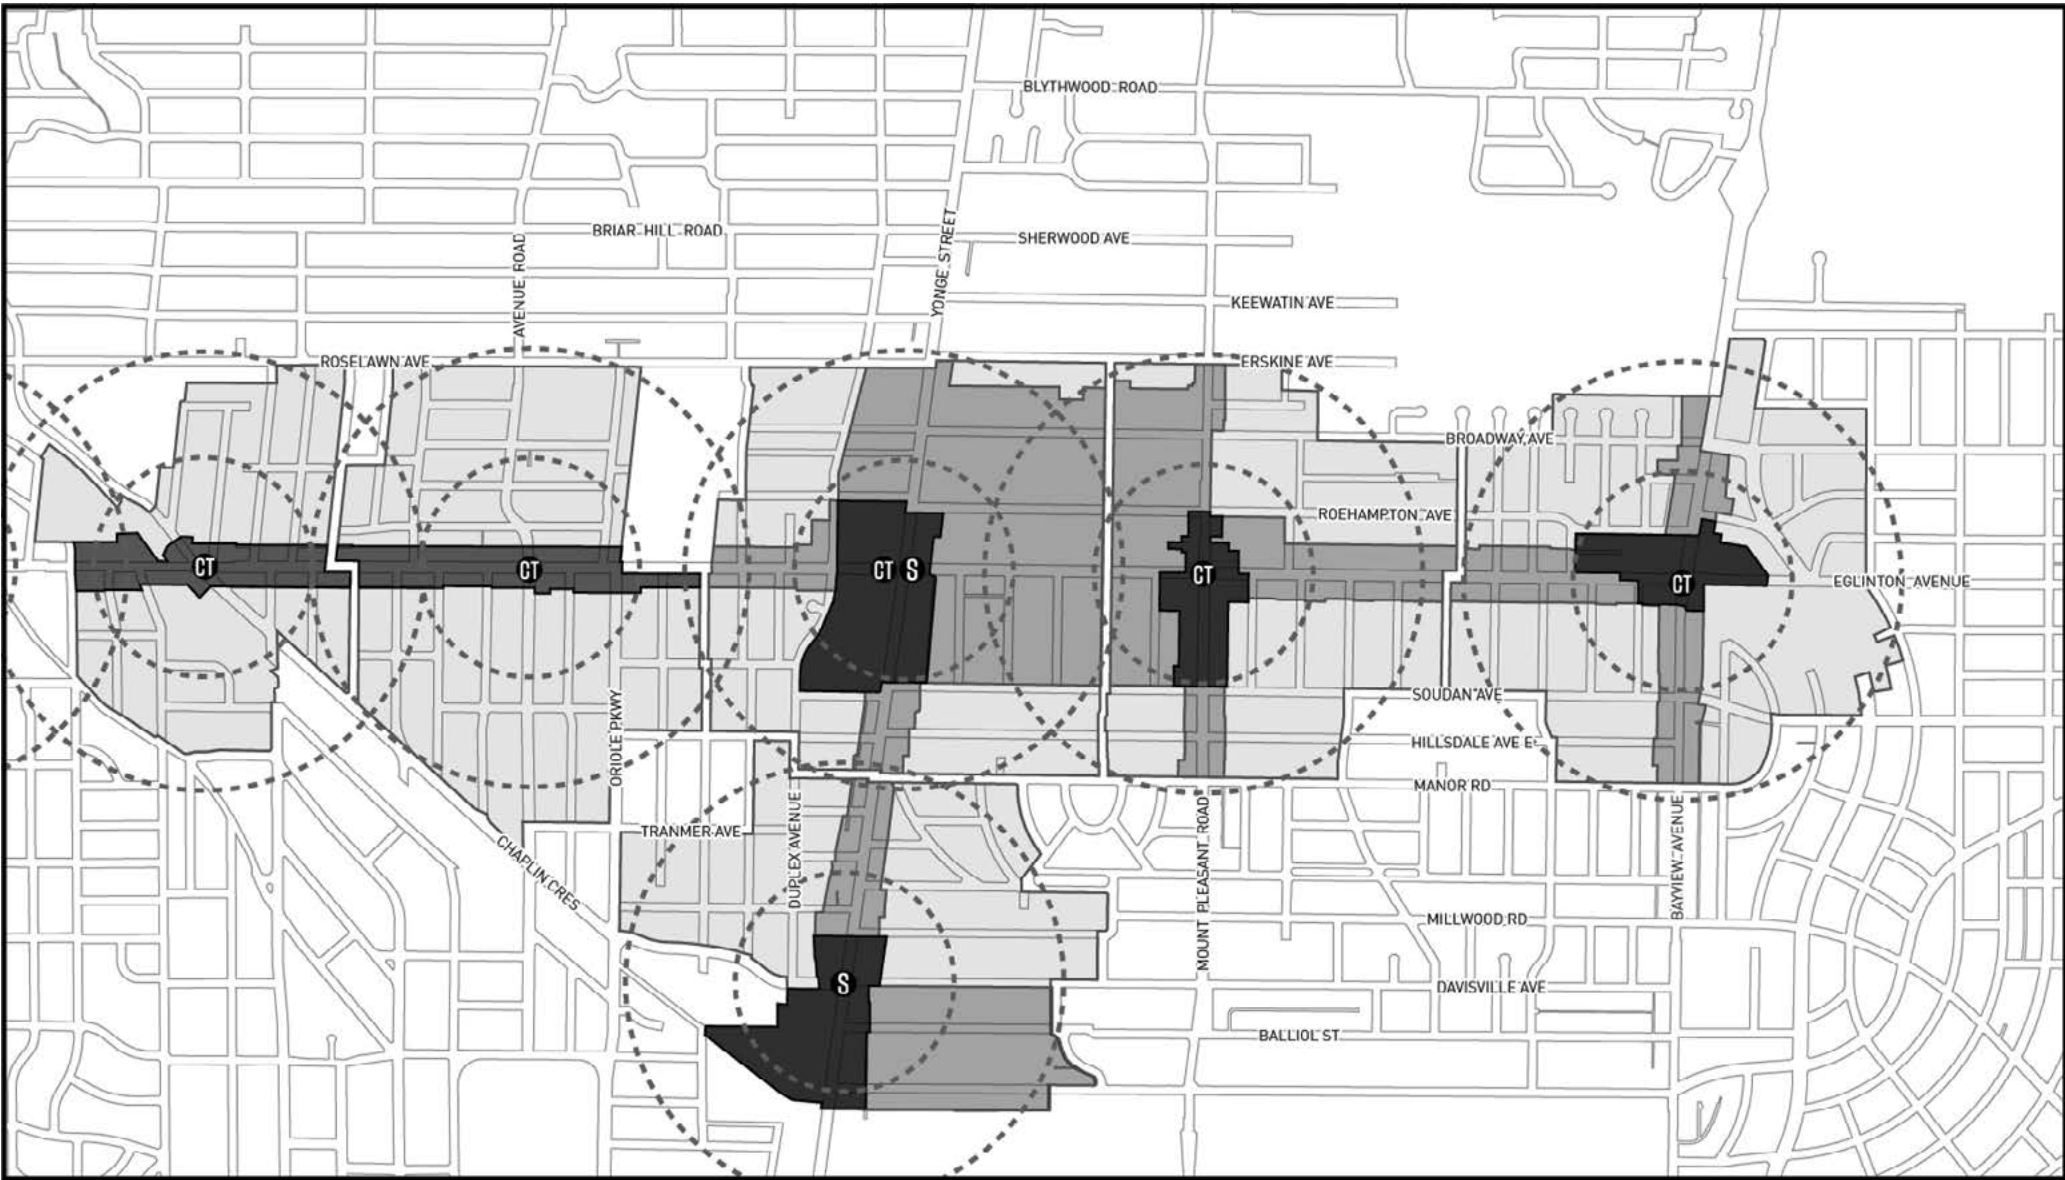 BLYTHWOOD ROAD
BRIAR HILL ROAD
YONGE STREET
SHERWOOD AVE
AVENUE ROAD
KEEWATIN AVE
ROSELAWN AVE
ERSKINE AVE
BROADWAY AVE
ROEHAMPTON AVE
CT
CT
CT S
CT
CT
EGLINTON AVENUE
SOUDAN AVE
ORIOLE PKWY
HILLSDALE AVE E
MANOR RD
TRANMER AVE
DUPLEX AVENUE
CHAPLIN CRES
MOUNT PLEASANT ROAD
BAYVIEW AVENUE
MILLWOOD RD
S
DAVISVILLE AVE
BALLIOL ST